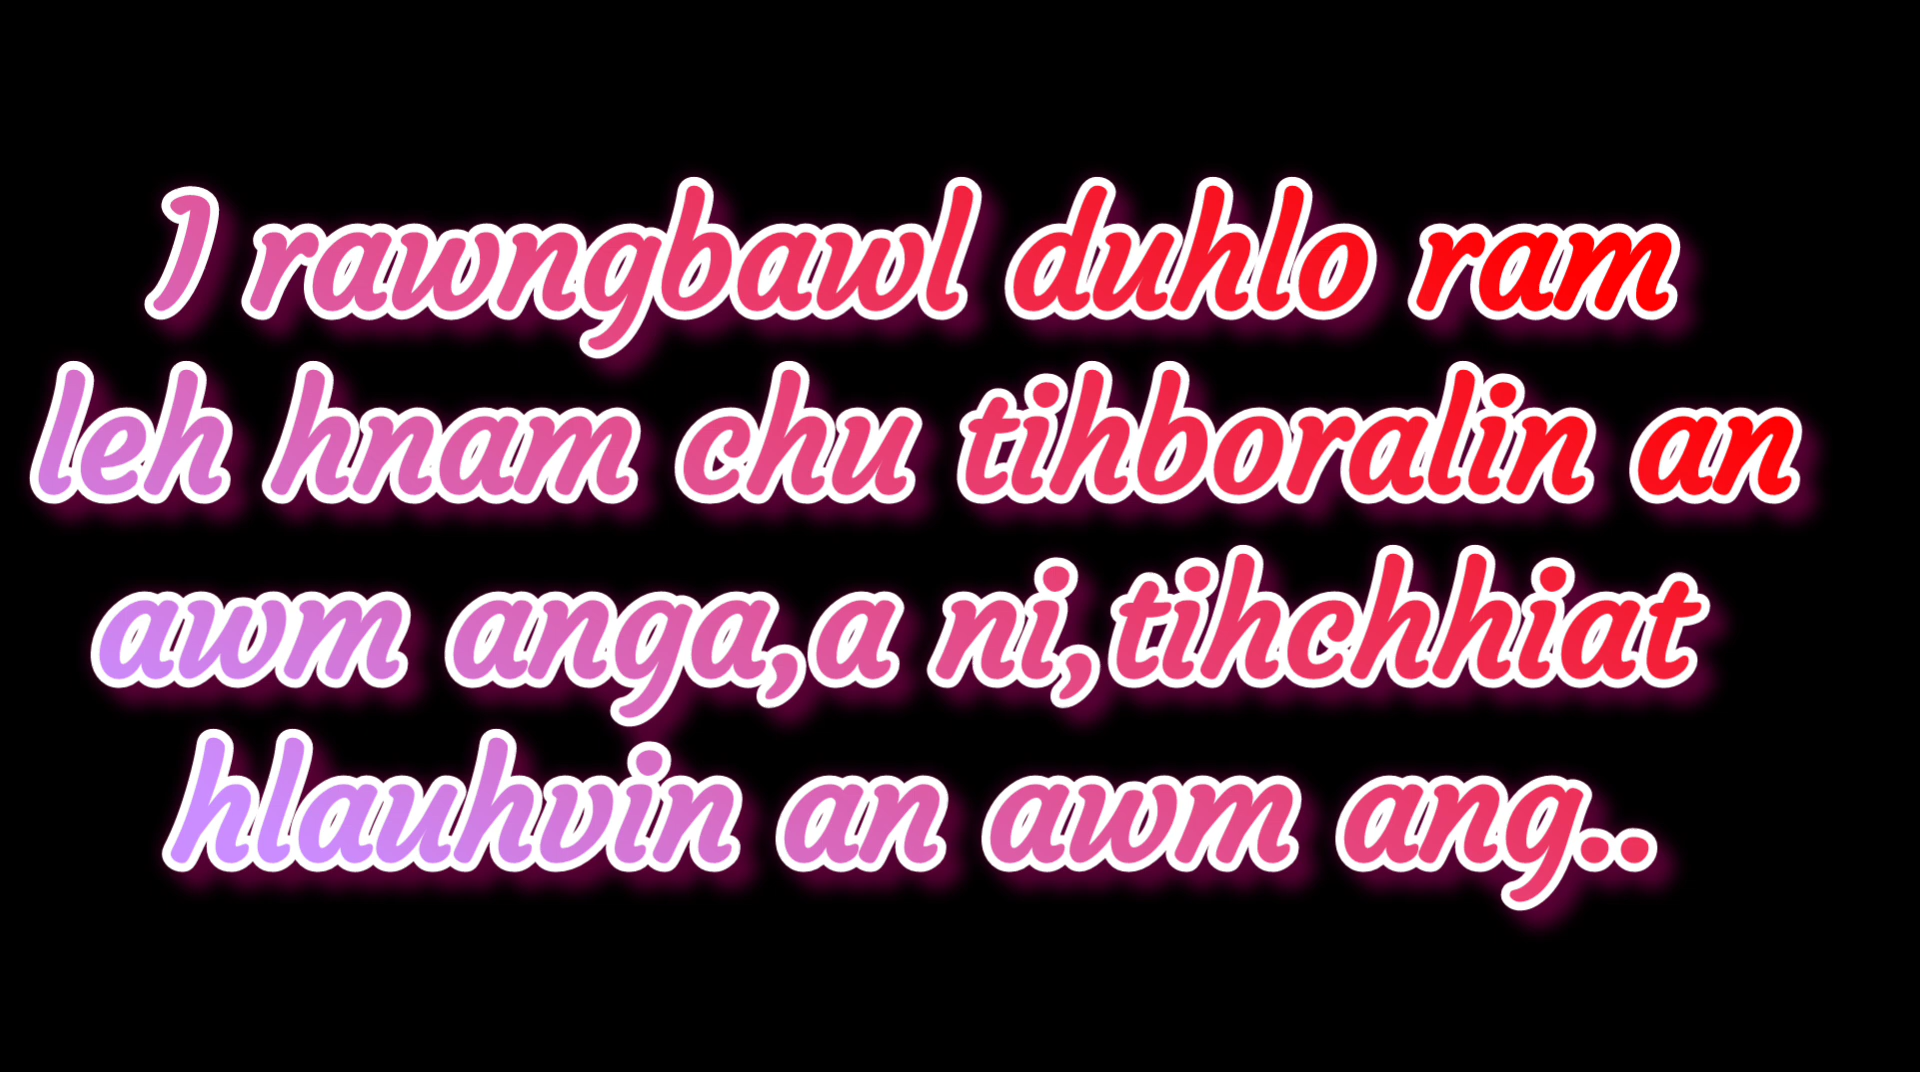 I rawngbawl duhlo ram
leh hnam chu tihboralin an
awm anga,a ni,tihchhiat
hlauhvin an awm ang..